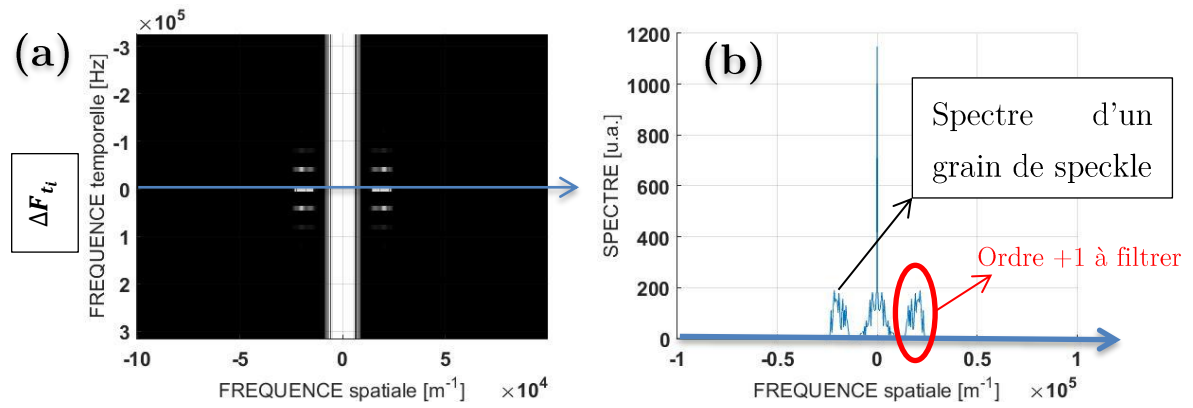 (a)
×10⁵
-3
-2
-1
0
1
2
3
FREQUENCE temporelle [Hz]
ΔF_{t_i}
-10
-5
0
5
FREQUENCE spatiale [m⁻¹]
×10⁴
(b)
1200
1000
800
600
400
200
0
SPECTRE [u.a.]
Spectre d'un
grain de speckle
Ordre +1 à filtrer
-1
-0.5
0
0.5
1
FREQUENCE spatiale [m⁻¹]
×10⁵